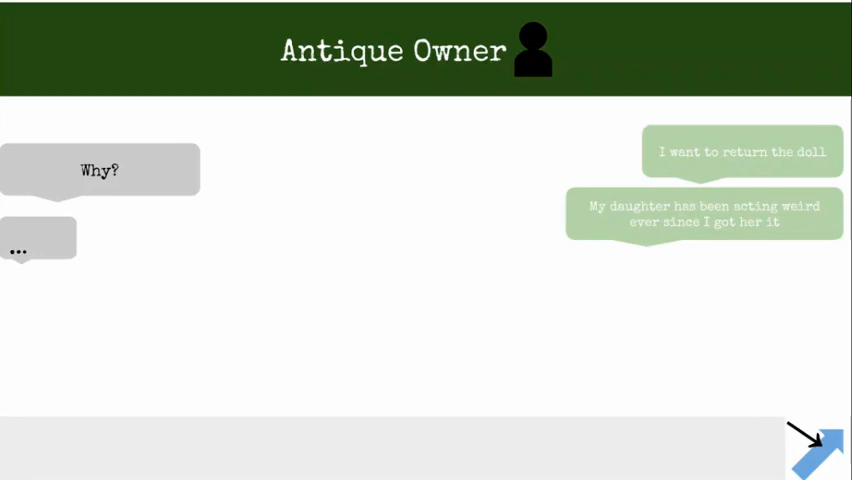 Antique Owner
I want to return the doll
Why?
My daughter has been acting weird
ever since I got her it
...